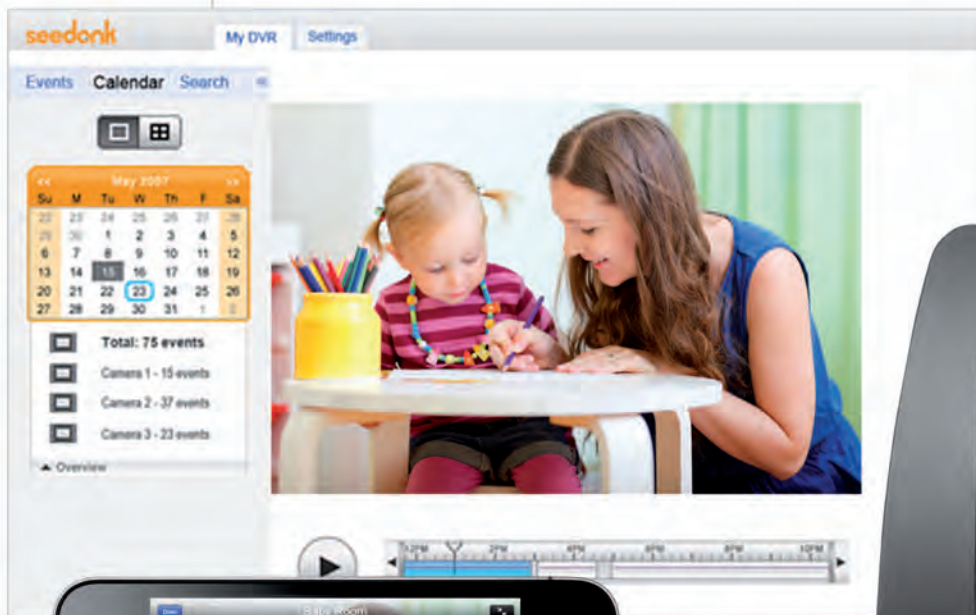 seedonk
My DVR Settings
Events Calendar Search «
<< May 2007 >>
Su M Tu W Th F Sa
22 23 24 25 26 27 28
29 30 1 2 3 4 5
6 7 8 9 10 11 12
13 14 15 16 17 18 19
20 21 22 23 24 25 26
27 28 29 30 31 1 2
Total: 75 events
Camera 1 - 15 events
Camera 2 - 37 events
Camera 3 - 23 events
Overview
12PM 2PM 4PM 6PM 8PM 10PM
Baby Room